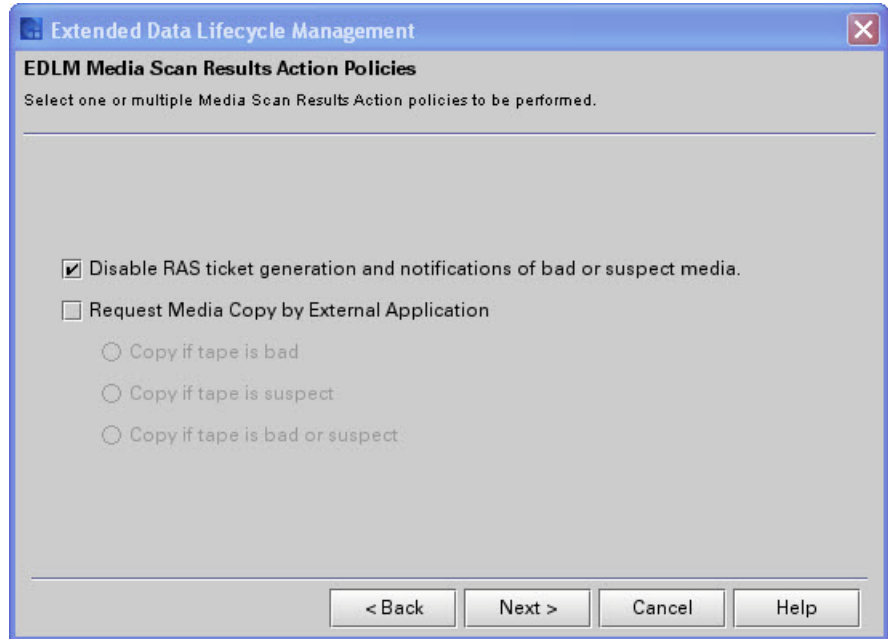 Extended Data Lifecycle Management
EDLM Media Scan Results Action Policies
Select one or multiple Media Scan Results Action policies to be performed.
Disable RAS ticket generation and notifications of bad or suspect media.
Request Media Copy by External Application
Copy if tape is bad
Copy if tape is suspect
Copy if tape is bad or suspect
< Back Next > Cancel Help